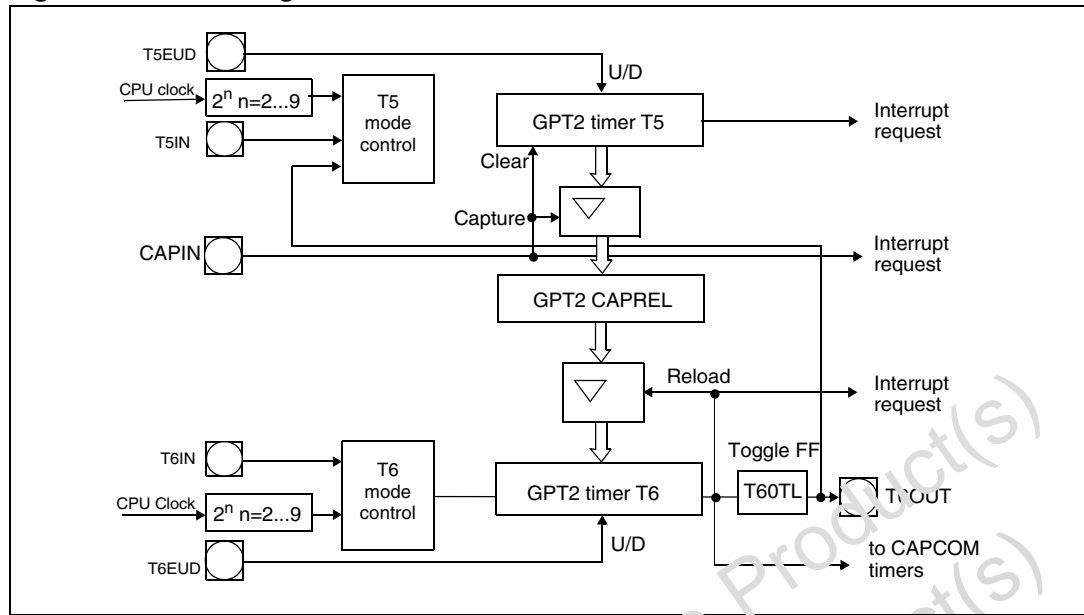 T5EUD
U/D
CPU clock
2ⁿ n=2...9
T5
mode
control
GPT2 timer T5
Interrupt
request
T5IN
Clear
Capture
CAPIN
Interrupt
request
GPT2 CAPREL
Reload
Interrupt
request
T6IN
T6
mode
control
Toggle FF
GPT2 timer T6
T60TL
CPU Clock
2ⁿ n=2...9
T6EUD
U/D
to CAPCOM
timers
Product(s)